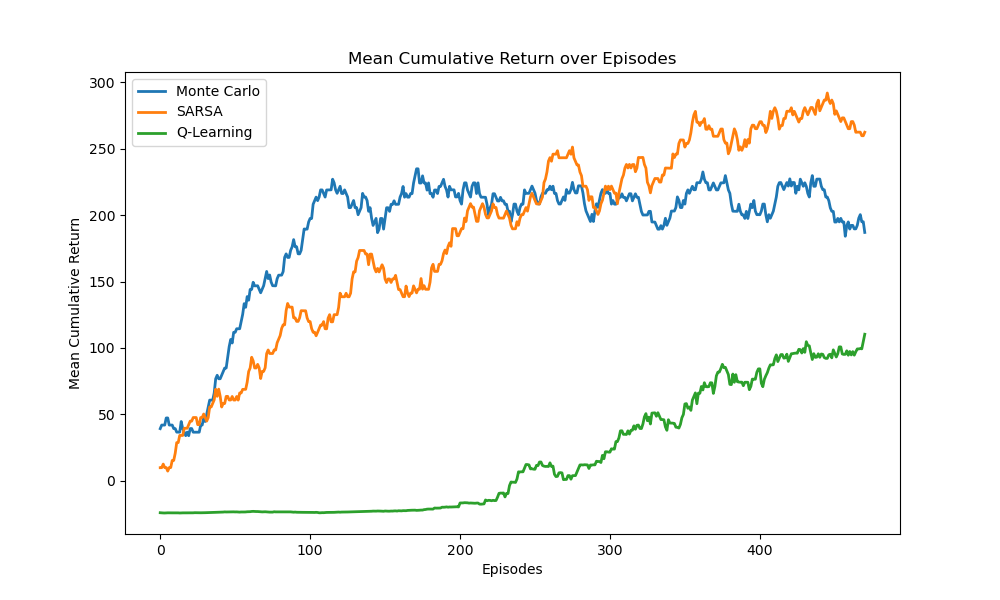 Mean Cumulative Return over Episodes
Mean Cumulative Return
300
250
200
150
100
50
0
Monte Carlo
SARSA
Q-Learning
0 100 200 300 400
Episodes